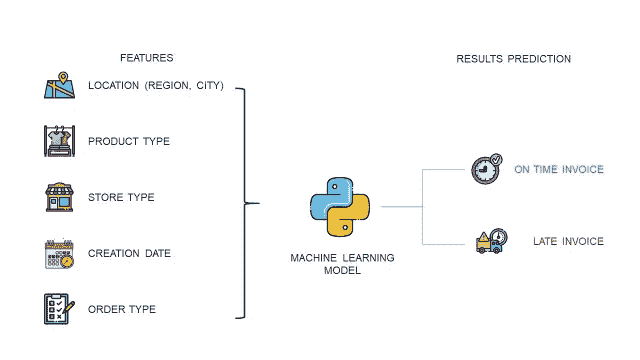 FEATURES
LOCATION (REGION, CITY)
PRODUCT TYPE
STORE TYPE
CREATION DATE
ORDER TYPE
MACHINE LEARNING
MODEL
RESULTS PREDICTION
ON TIME INVOICE
LATE INVOICE